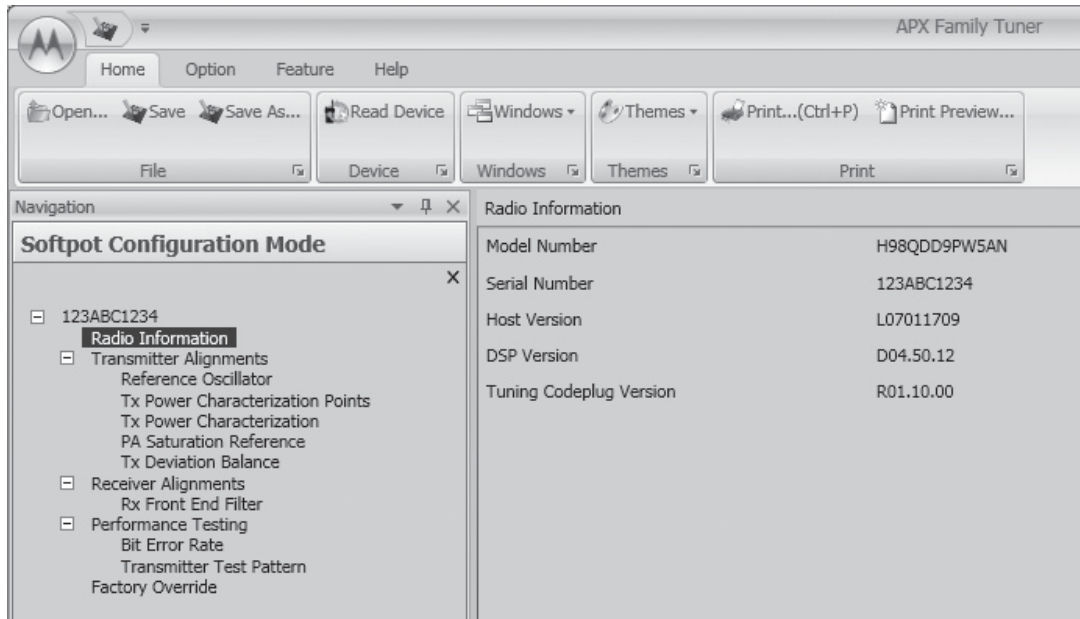 APX Family Tuner
Home Option Feature Help
Open... Save Save As... Read Device Windows Themes Print...(Ctrl+P) Print Preview...
File Device Windows Themes Print
Navigation
Softpot Configuration Mode
123ABC1234
Radio Information
Transmitter Alignments
Reference Oscillator
Tx Power Characterization Points
Tx Power Characterization
PA Saturation Reference
Tx Deviation Balance
Receiver Alignments
Rx Front End Filter
Performance Testing
Bit Error Rate
Transmitter Test Pattern
Factory Override
Radio Information
Model Number H98QDD9PW5AN
Serial Number 123ABC1234
Host Version L07011709
DSP Version D04.50.12
Tuning Codeplug Version R01.10.00